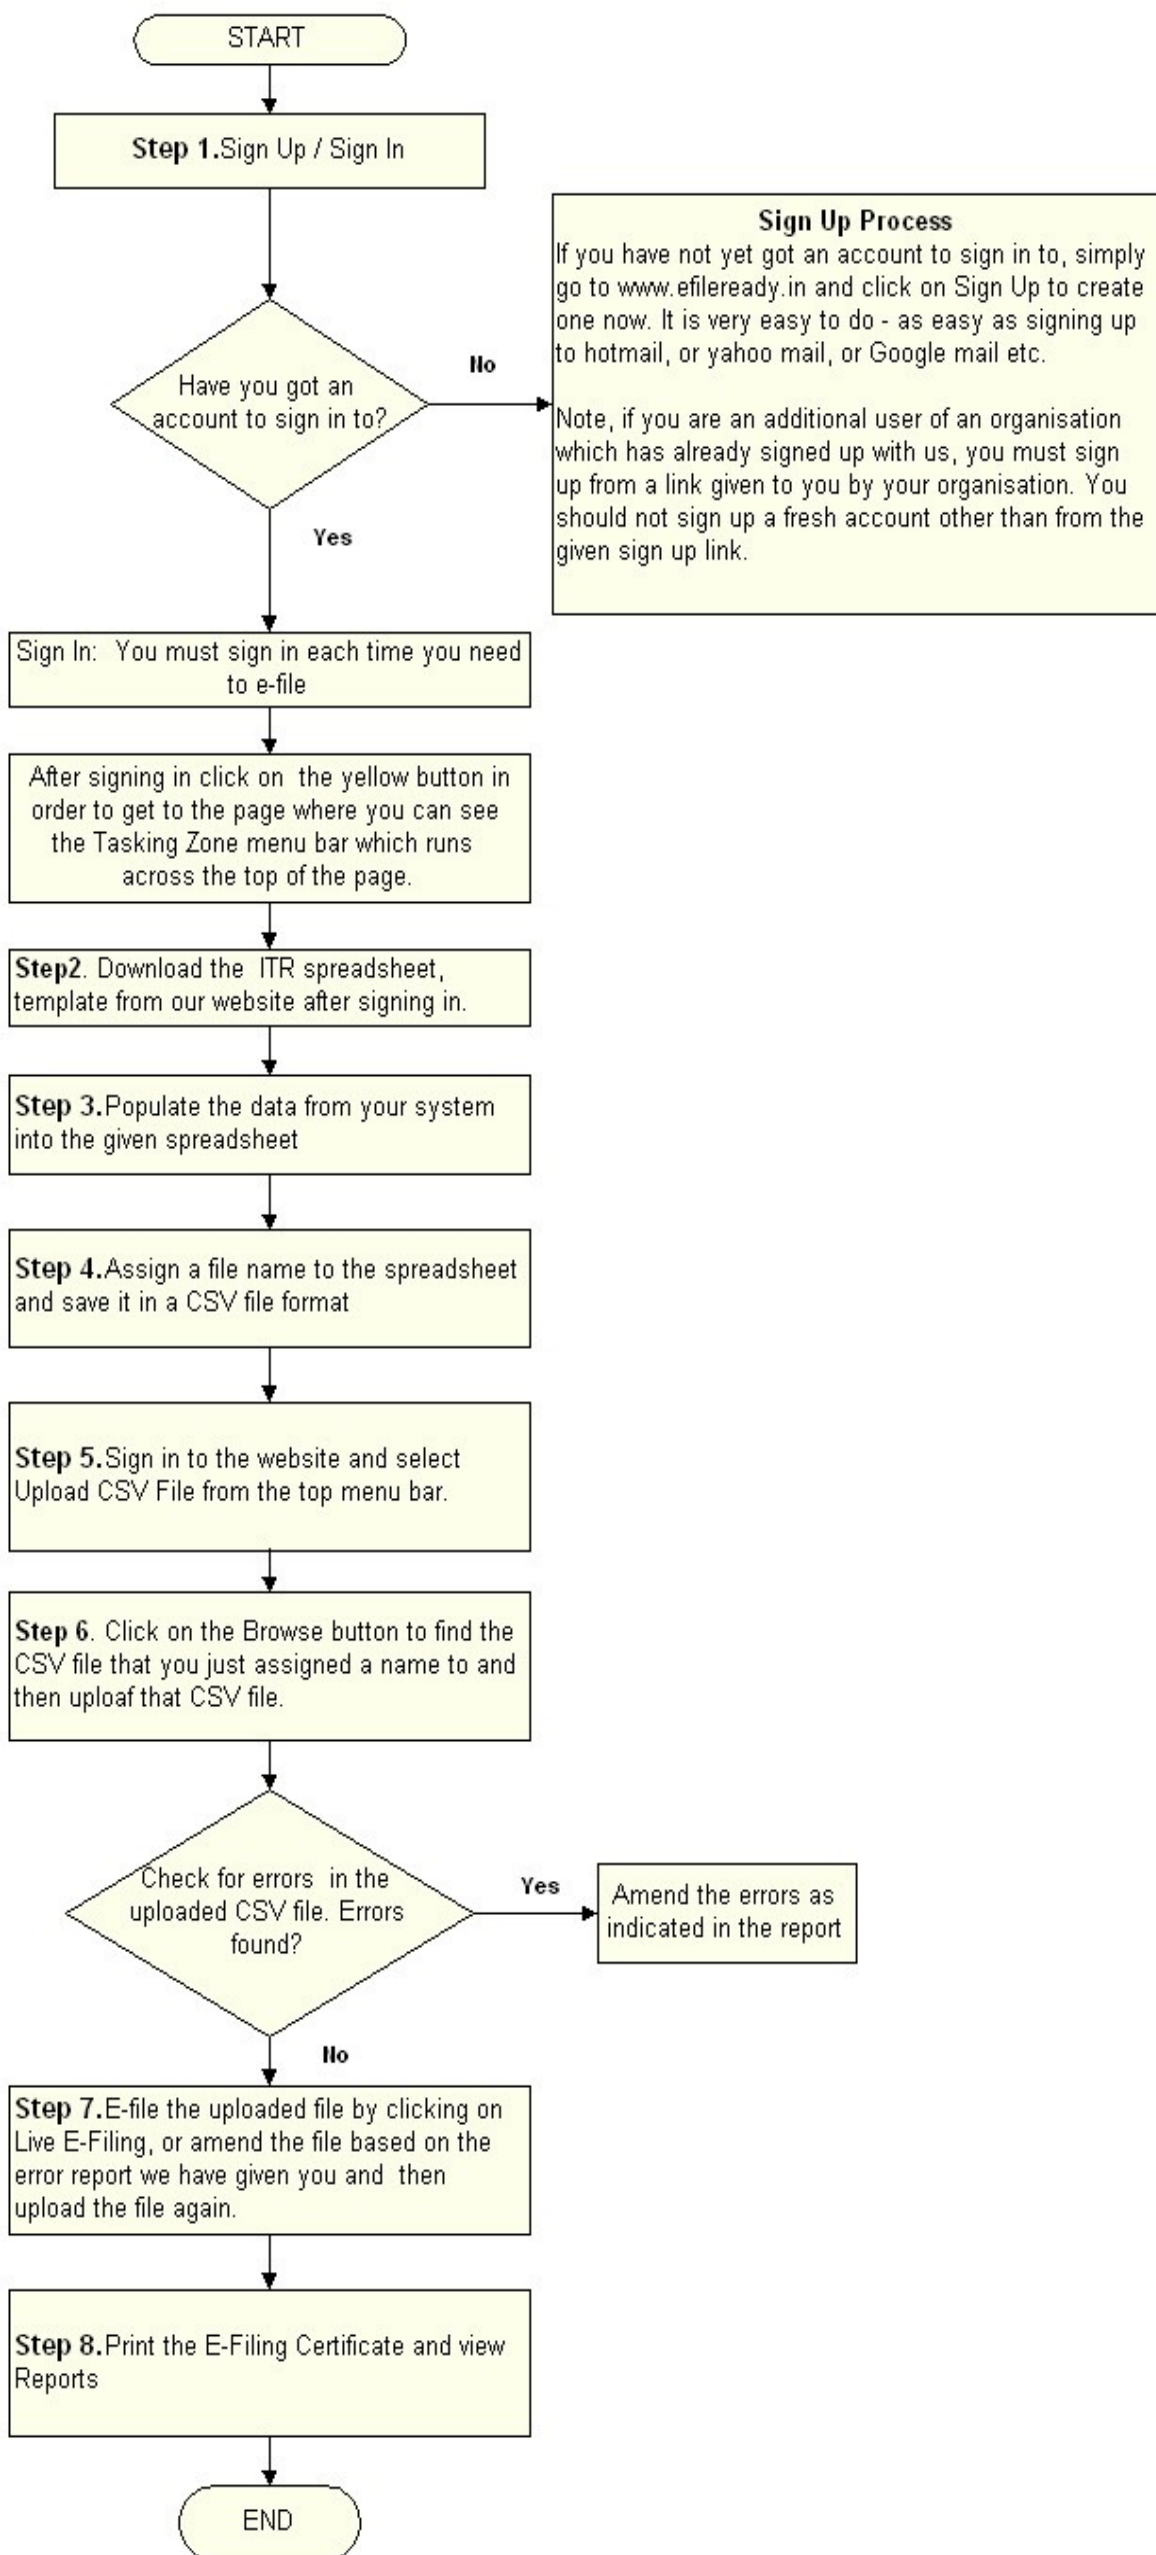 START
Step 1.Sign Up / Sign In
Sign Up Process
If you have not yet got an account to sign in to, simply
go to www.efileready.in and click on Sign Up to create
one now. It is very easy to do - as easy as signing up
to hotmail, or yahoo mail, or Google mail etc.
Note, if you are an additional user of an organisation
which has already signed up with us, you must sign
up from a link given to you by your organisation. You
should not sign up a fresh account other than from the
given sign up link.
No
Have you got an
account to sign in to?
Yes
Sign In: You must sign in each time you need
to e-file
After signing in click on the yellow button in
order to get to the page where you can see
the Tasking Zone menu bar which runs
across the top of the page.
Step2. Download the ITR spreadsheet,
template from our website after signing in.
Step 3.Populate the data from your system
into the given spreadsheet
Step 4.Assign a file name to the spreadsheet
and save it in a CSV file format
Step 5.Sign in to the website and select
Upload CSV File from the top menu bar.
Step 6. Click on the Browse button to find the
CSV file that you just assigned a name to and
then uploaf that CSV file.
Check for errors in the
uploaded CSV file. Errors
found?
Yes
Amend the errors as
indicated in the report
No
Step 7.E-file the uploaded file by clicking on
Live E-Filing, or amend the file based on the
error report we have given you and then
upload the file again.
Step 8.Print the E-Filing Certificate and view
Reports
END